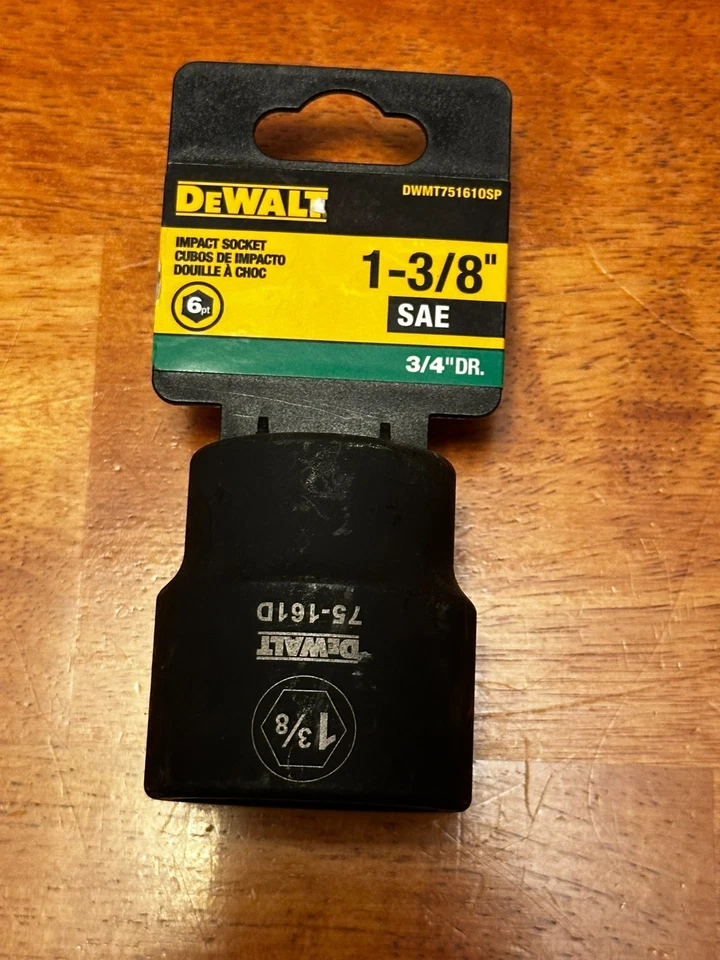 DEWALT
DWMT75161OSP
IMPACT SOCKET
CUBOS DE IMPACTO
DOUILLE À CHOC
6pt
1-3/8"
SAE
3/4"DR.
75-161D
DEWALT
1 3/8